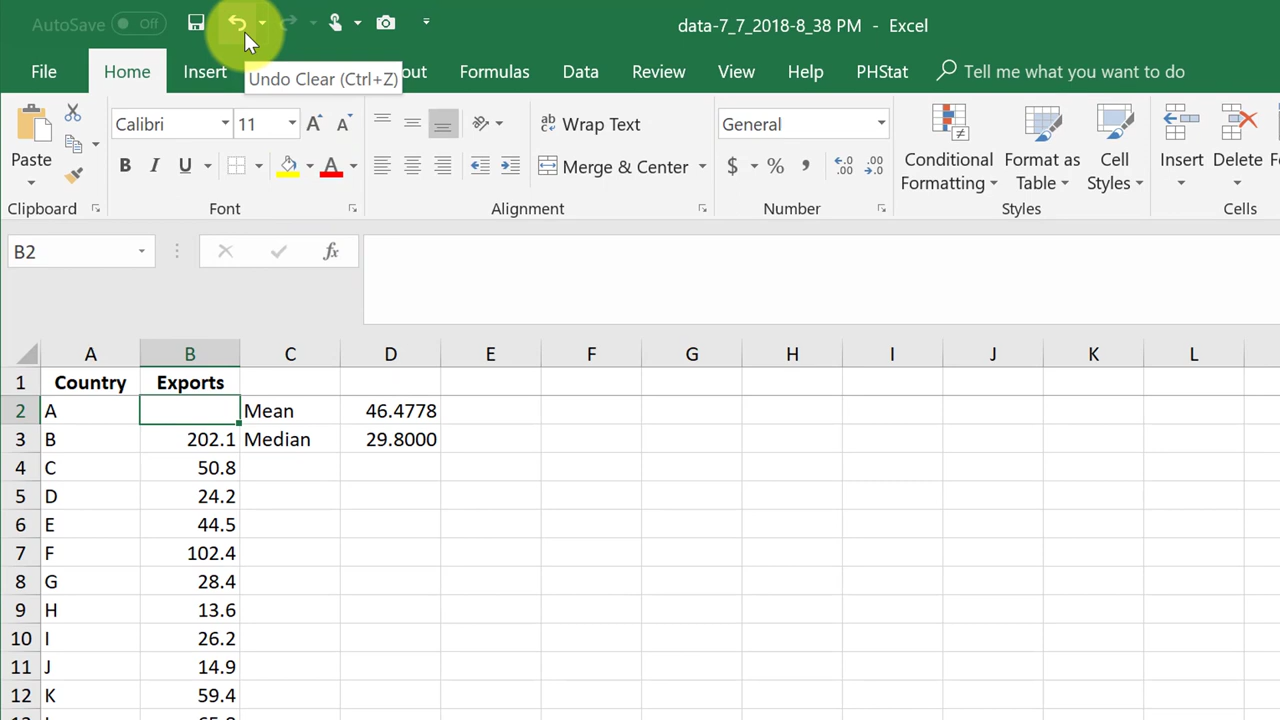 AutoSave Off
data-7_7_2018-8_38 PM - Excel
File Home Insert out Formulas Data Review View Help PHStat Tell me what you want to do
Undo Clear (Ctrl+Z)
Paste
Calibri 11
B I U A
Wrap Text
Merge & Center
General
$ % ,
Conditional Formatting
Format as Table
Cell Styles
Insert Delete
Clipboard Font Alignment Number Styles Cells
B2 fx
A B C D E F G H I J K L
1 Country Exports
2 A Mean 46.4778
3 B 202.1 Median 29.8000
4 C 50.8
5 D 24.2
6 E 44.5
7 F 102.4
8 G 28.4
9 H 13.6
10 I 26.2
11 J 14.9
12 K 59.4